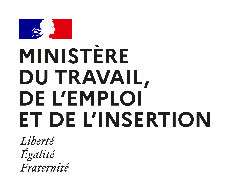 MINISTÈRE
DU TRAVAIL,
DE L'EMPLOI
ET DE L'INSERTION
Liberté
Égalité
Fraternité